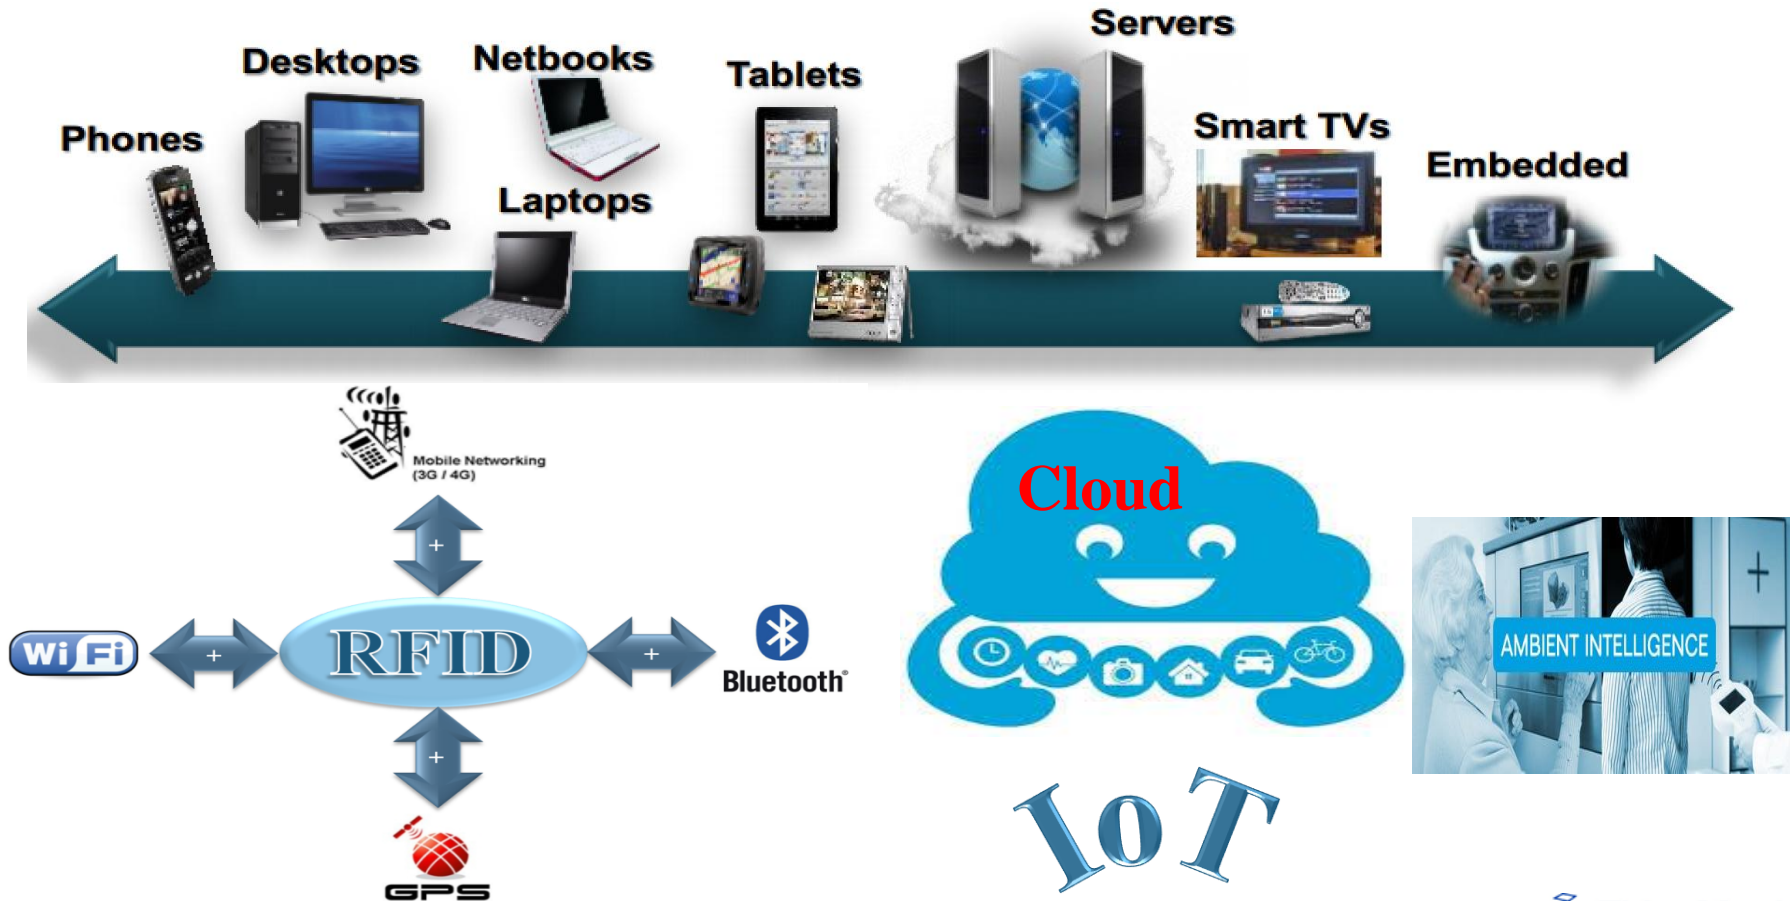 Servers
Desktops
Netbooks
Tablets
Phones
Smart TVs
Embedded
Laptops
Mobile Networking
(3G / 4G)
+
Cloud
Wi Fi
+
RFID
+
Bluetooth®
AMBIENT INTELLIGENCE
+
GPS
IoT